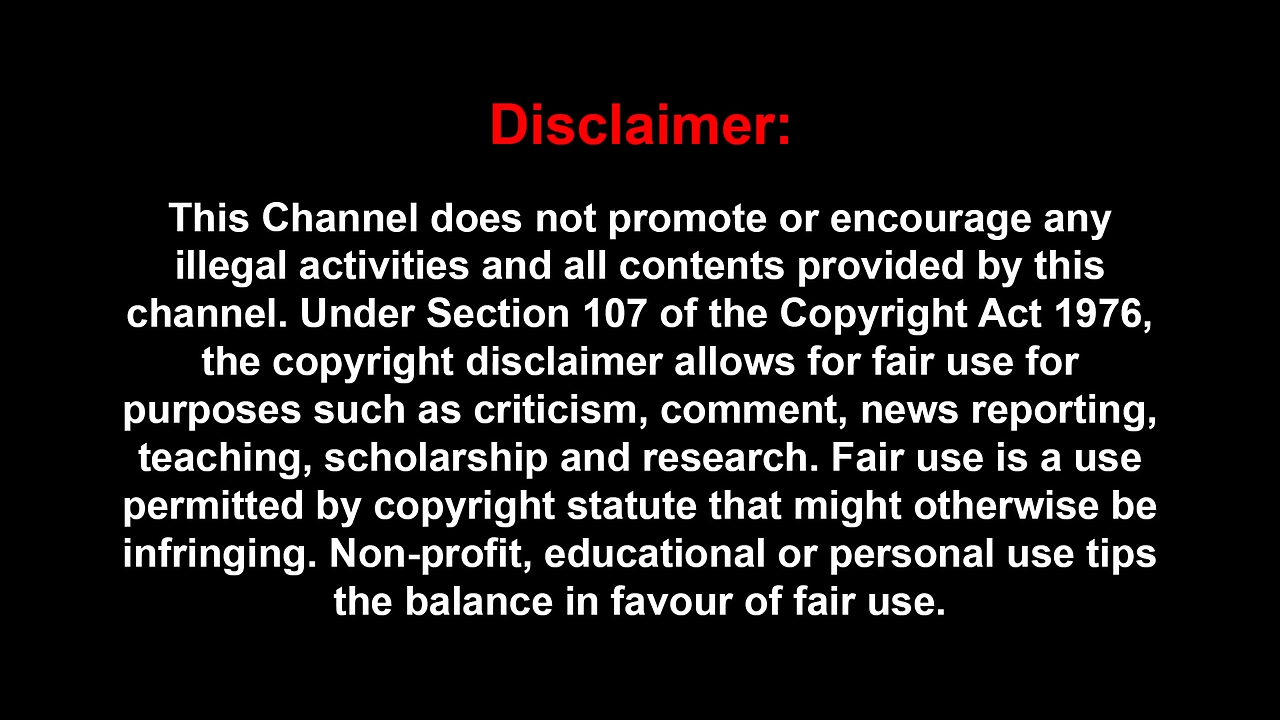 Disclaimer:
This Channel does not promote or encourage any
illegal activities and all contents provided by this
channel. Under Section 107 of the Copyright Act 1976,
the copyright disclaimer allows for fair use for
purposes such as criticism, comment, news reporting,
teaching, scholarship and research. Fair use is a use
permitted by copyright statute that might otherwise be
infringing. Non-profit, educational or personal use tips
the balance in favour of fair use.